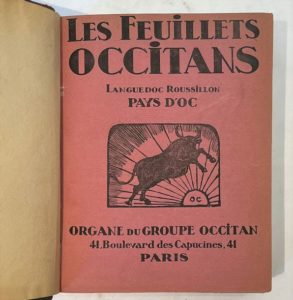 LES FEUILLETS
OCCITANS
LANGUEDOC ROUSSILLON
PAYS D'OC
OC
ORGANE DU GROUPE OCCITAN
41, Boulevard des Capucines, 41
PARIS